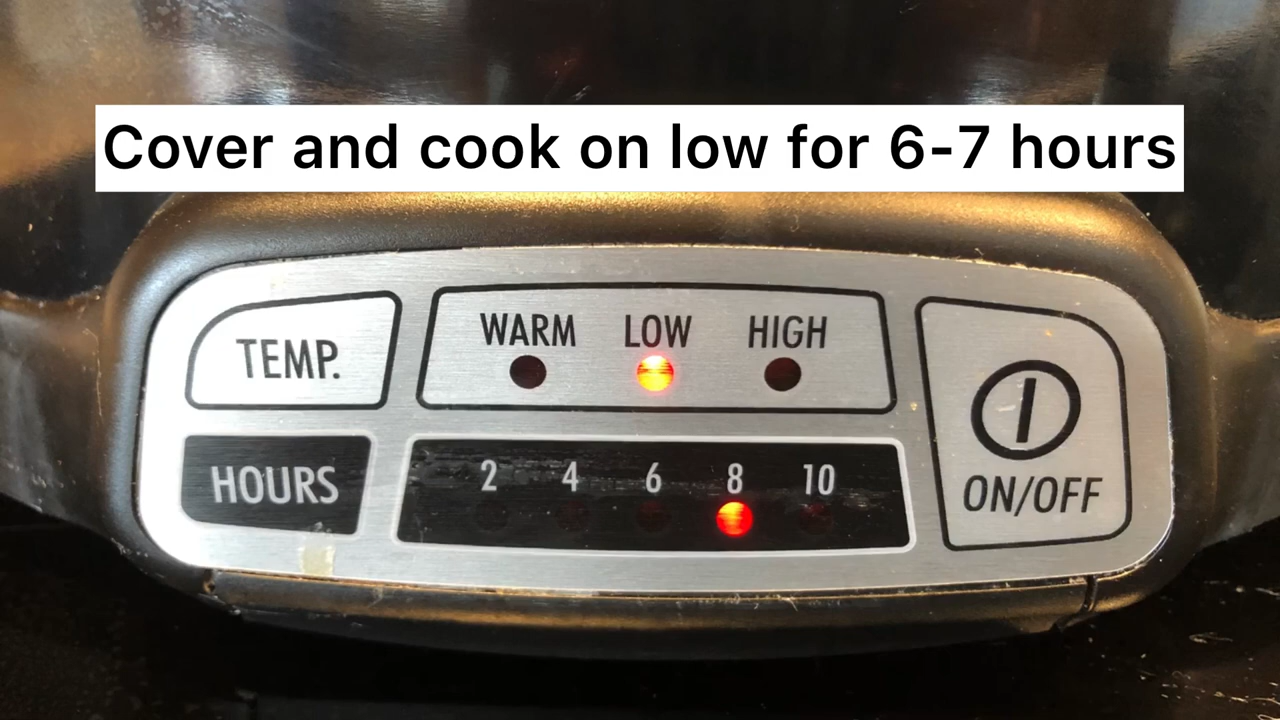 Cover and cook on low for 6-7 hours
WARM LOW HIGH
TEMP.
HOURS
2 4 6 8 10
ON/OFF